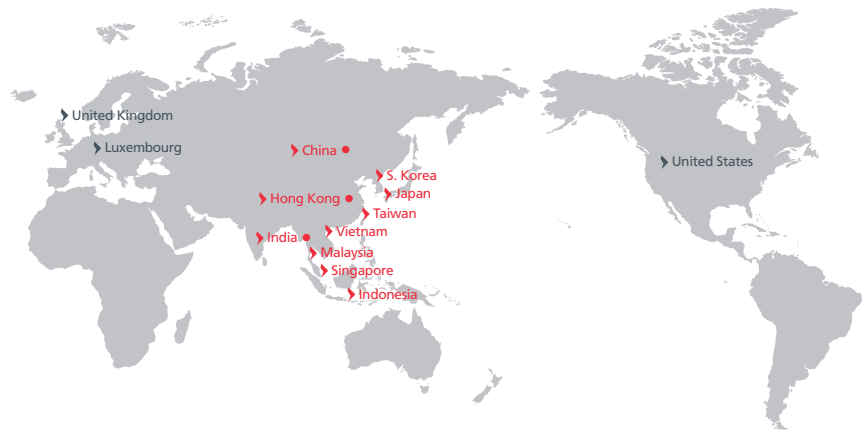 United Kingdom
Luxembourg
China
United States
S. Korea
Japan
Hong Kong
Taiwan
Vietnam
India
Malaysia
Singapore
Indonesia